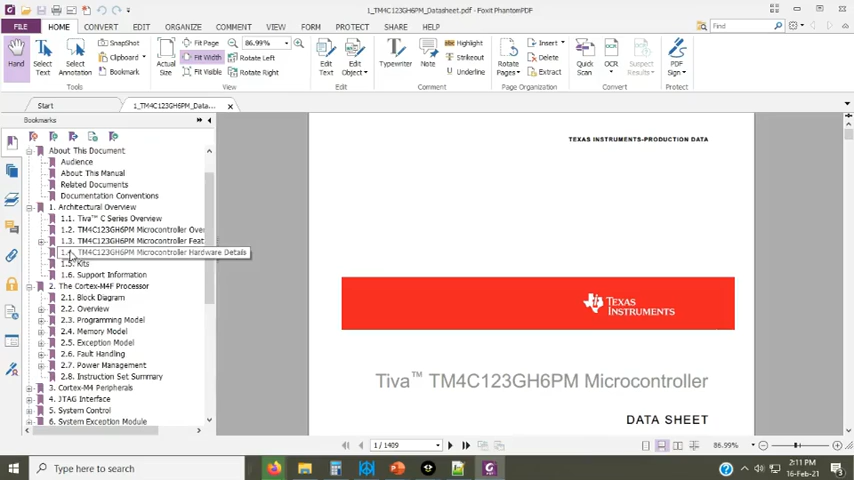 1_TM4C123GH6PM_Datasheet.pdf - Foxit PhantomPDF
FILE HOME CONVERT EDIT ORGANIZE COMMENT VIEW FORM PROTECT SHARE HELP Find
Hand
Select Text
Select Annotation
SnapShot
Clipboard
Bookmark
Tools
Actual Size
Fit Page
Fit Width
Fit Visible
86.99%
Rotate Left
Rotate Right
View
Edit Text
Edit Object
Edit
Typewriter
Note
Highlight
Strikeout
Underline
Comment
Rotate Pages
Insert
Delete
Extract
Page Organization
Quick Scan
OCR
Suspect Results
Convert
PDF Sign
Protect
Start
1_TM4C123GH6PM_Data...
Bookmarks
About This Document
Audience
About This Manual
Related Documents
Documentation Conventions
1. Architectural Overview
1.1. Tiva™ C Series Overview
1.2. TM4C123GH6PM Microcontroller Over
1.3. TM4C123GH6PM Microcontroller Feat
TM4C123GH6PM Microcontroller Hardware Details
1.5. Kits
1.6. Support Information
2. The Cortex-M4F Processor
2.1. Block Diagram
2.2. Overview
2.3. Programming Model
2.4. Memory Model
2.5. Exception Model
2.6. Fault Handling
2.7. Power Management
2.8. Instruction Set Summary
3. Cortex-M4 Peripherals
4. JTAG Interface
5. System Control
6. System Exception Module
TEXAS INSTRUMENTS-PRODUCTION DATA
TEXAS
INSTRUMENTS
Tiva™ TM4C123GH6PM Microcontroller
DATA SHEET
1 / 1409
86.99%
Type here to search
2:11 PM
16-Feb-21